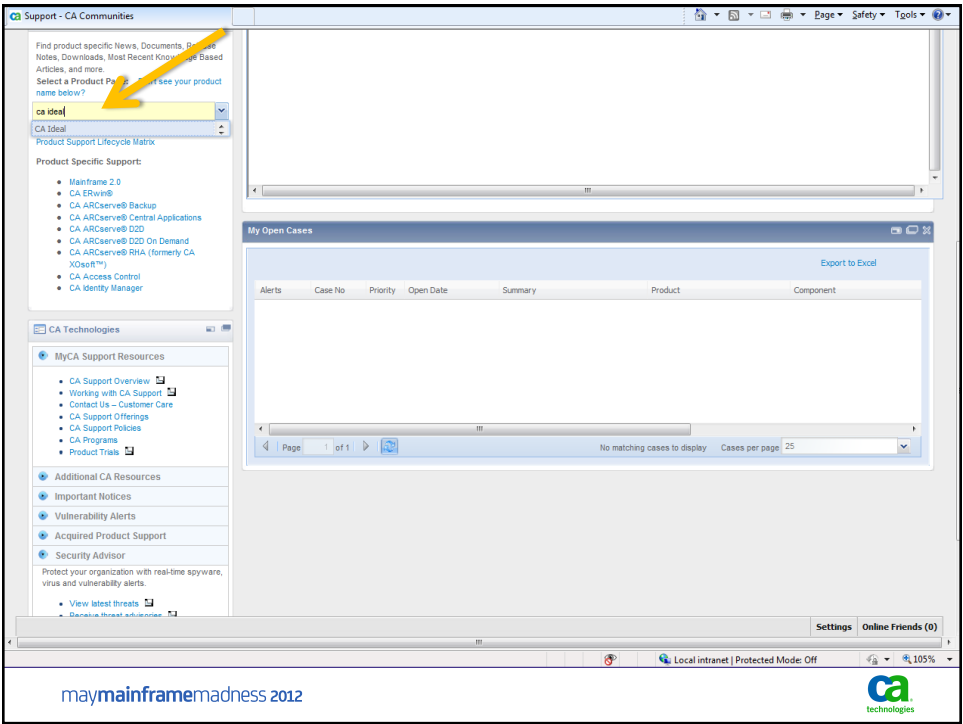 Support - CA Communities
Page Safety Tools
Find product specific News, Documents, Release
Notes, Downloads, Most Recent Knowledge Based
Articles, and more.
Select a Product Page: Don't see your product
name below?
ca ideal
CA Ideal
Product Support Lifecycle Matrix
Product Specific Support:
Mainframe 2.0
CA ERwin®
CA ARCserve® Backup
CA ARCserve® Central Applications
CA ARCserve® D2D
CA ARCserve® D2D On Demand
CA ARCserve® RHA (formerly CA
XOsoft™)
CA Access Control
CA Identity Manager
My Open Cases
Export to Excel
Alerts Case No Priority Open Date Summary Product Component
Page 1 of 1 No matching cases to display Cases per page 25
CA Technologies
MyCA Support Resources
CA Support Overview
Working with CA Support
Contact Us – Customer Care
CA Support Offerings
CA Support Policies
CA Programs
Product Trials
Additional CA Resources
Important Notices
Vulnerability Alerts
Acquired Product Support
Security Advisor
Protect your organization with real-time spyware,
virus and vulnerability alerts.
View latest threats
Receive threat advisories
Settings Online Friends (0)
Local intranet | Protected Mode: Off 105%
maymainframemadness 2012
ca
technologies